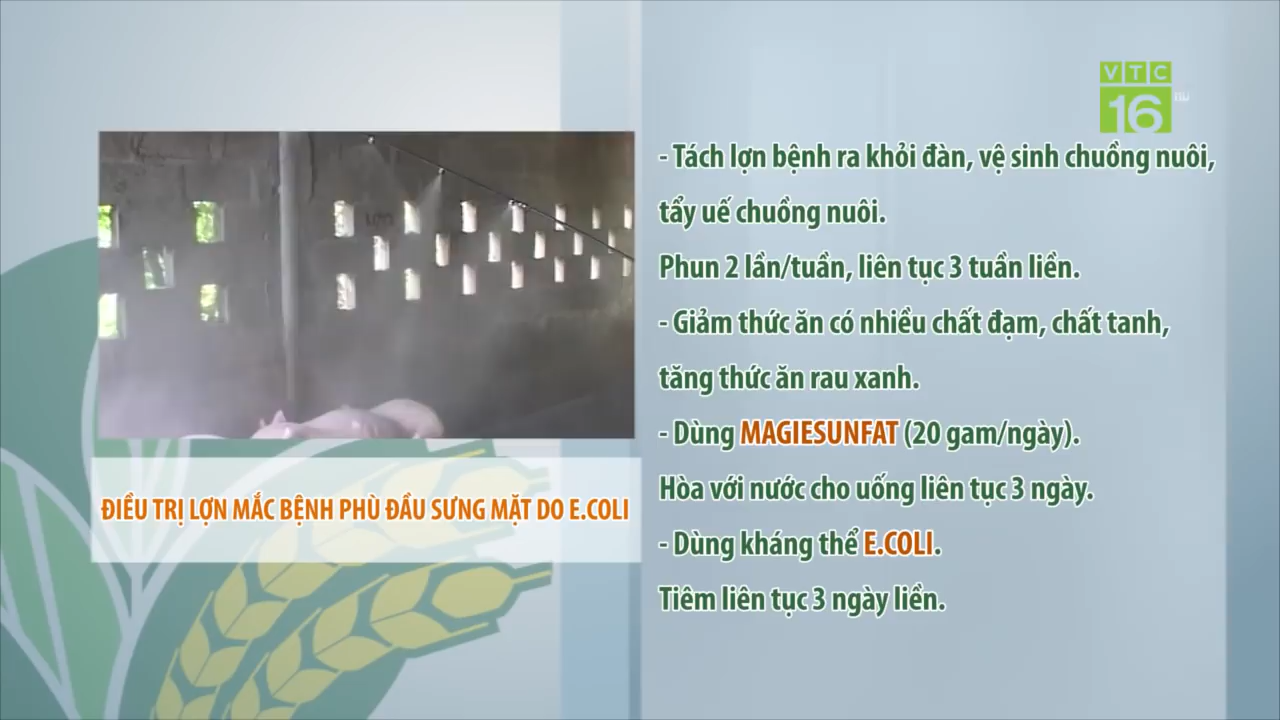 VTC
16
- Tách lợn bệnh ra khỏi đàn, vệ sinh chuồng nuôi,
tẩy uế chuồng nuôi.
Phun 2 lần/tuần, liên tục 3 tuần liền.
- Giảm thức ăn có nhiều chất đạm, chất tanh,
tăng thức ăn rau xanh.
- Dùng MAGIESUNFAT (20 gam/ngày).
Hòa với nước cho uống liên tục 3 ngày.
- Dùng kháng thể E.COLI.
Tiêm liên tục 3 ngày liền.
ĐIỀU TRỊ LỢN MẮC BỆNH PHÙ ĐẦU SƯNG MẶT DO E.COLI